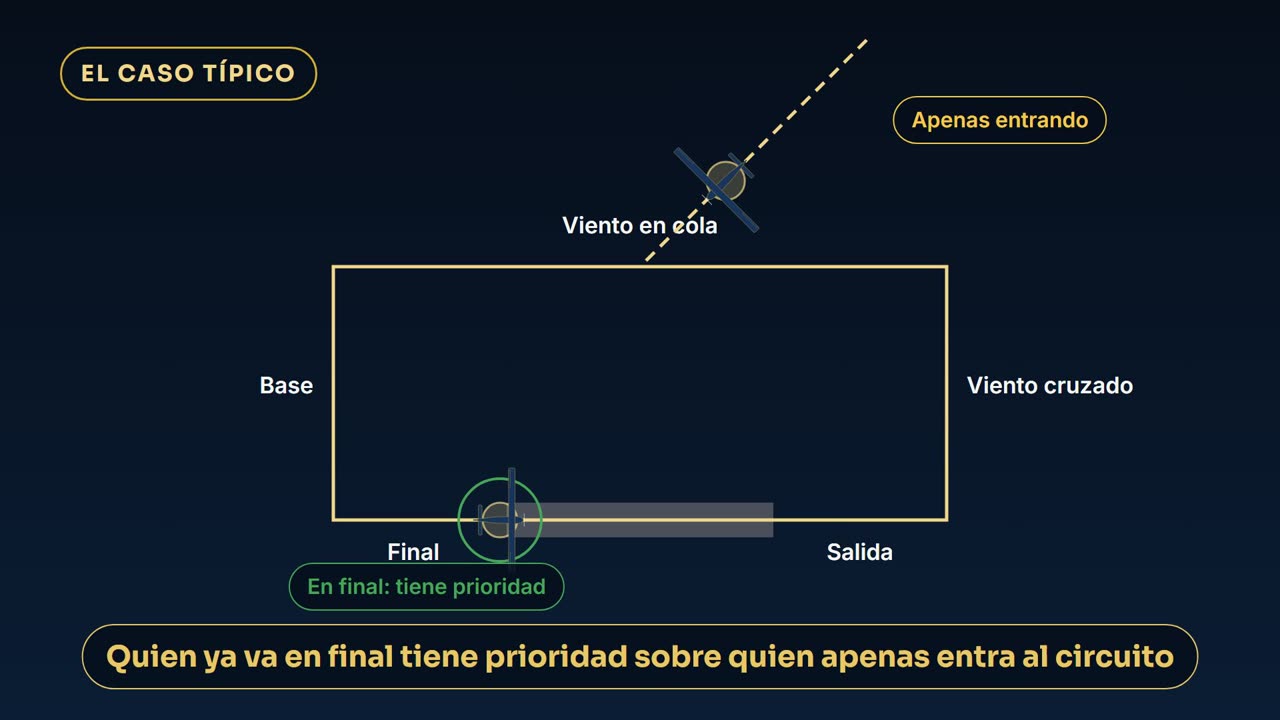 EL CASO TÍPICO
Apenas entrando
Viento en cola
Base
Viento cruzado
Final
Salida
En final: tiene prioridad
Quien ya va en final tiene prioridad sobre quien apenas entra al circuito